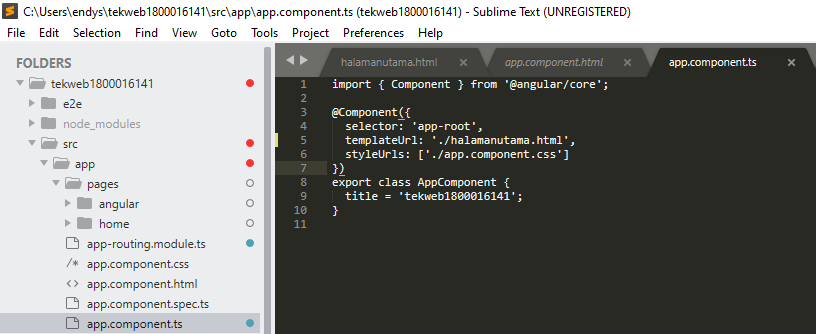 C:\Users\endys\tekweb1800016141\src\app\app.component.ts (tekweb1800016141) - Sublime Text (UNREGISTERED)
File Edit Selection Find View Goto Tools Project Preferences Help
FOLDERS
tekweb1800016141
e2e
node_modules
src
app
pages
angular
home
app-routing.module.ts
/* app.component.css
<> app.component.html
app.component.spec.ts
app.component.ts
halamanutama.html × app.component.html × app.component.ts ×
1 import { Component } from '@angular/core';
2
3 @Component({
4 selector: 'app-root',
5 templateUrl: './halamanutama.html',
6 styleUrls: ['./app.component.css']
7 })
8 export class AppComponent {
9 title = 'tekweb1800016141';
10 }
11